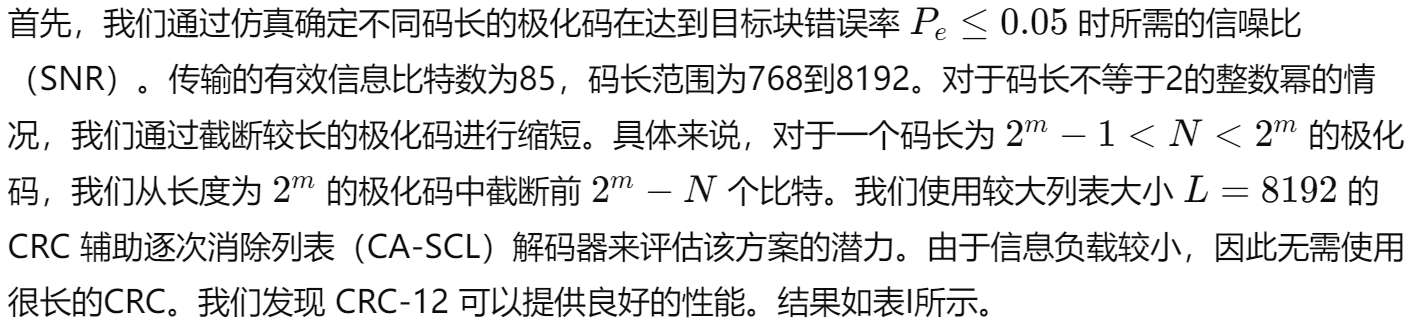 首先，我们通过仿真确定不同码长的极化码在达到目标块错误率 $P_e \leq 0.05$ 时所需的信噪比
（SNR）。传输的有效信息比特数为85，码长范围为768到8192。对于码长不等于2的整数幂的情
况，我们通过截断较长的极化码进行缩短。具体来说，对于一个码长为 $2^m - 1 < N < 2^m$ 的极化
码，我们从长度为 $2^m$ 的极化码中截断前 $2^m - N$ 个比特。我们使用较大列表大小 $L = 8192$ 的
CRC 辅助逐次消除列表（CA-SCL）解码器来评估该方案的潜力。由于信息负载较小，因此无需使用
很长的CRC。我们发现 CRC-12 可以提供良好的性能。结果如表I所示。